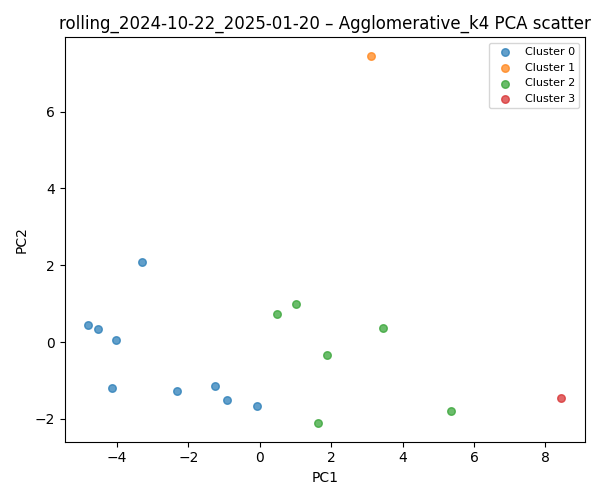 rolling_2024-10-22_2025-01-20 – Agglomerative_k4 PCA scatter
Cluster 0
Cluster 1
Cluster 2
Cluster 3
6
4
2
0
−2
PC2
−4
−2
0
2
4
6
8
PC1